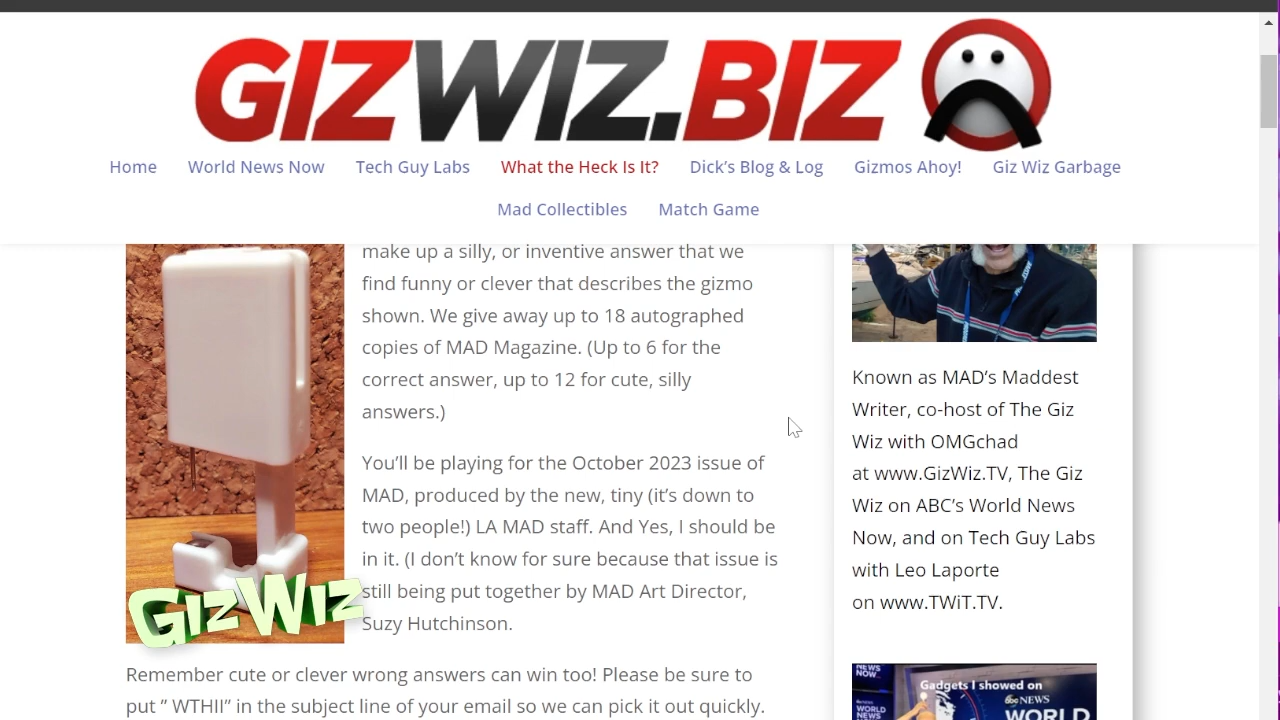 GIZWIZ.BIZ
Home World News Now Tech Guy Labs What the Heck Is It? Dick’s Blog & Log Gizmos Ahoy! Giz Wiz Garbage
Mad Collectibles Match Game
make up a silly, or inventive answer that we
find funny or clever that describes the gizmo
shown. We give away up to 18 autographed
copies of MAD Magazine. (Up to 6 for the
correct answer, up to 12 for cute, silly
answers.)
You’ll be playing for the October 2023 issue of
MAD, produced by the new, tiny (it’s down to
two people!) LA MAD staff. And Yes, I should be
in it. (I don’t know for sure because that issue is
still being put together by MAD Art Director,
Suzy Hutchinson.
GIZWIZ
Remember cute or clever wrong answers can win too! Please be sure to
put ” WTHII” in the subject line of your email so we can pick it out quickly.
Known as MAD’s Maddest
Writer, co-host of The Giz
Wiz with OMGchad
at www.GizWiz.TV, The Giz
Wiz on ABC’s World News
Now, and on Tech Guy Labs
with Leo Laporte
on www.TWiT.TV.
NEWS
NOW
Gadgets I showed on
abc NEWS
WORLD
WORLD
NEWS